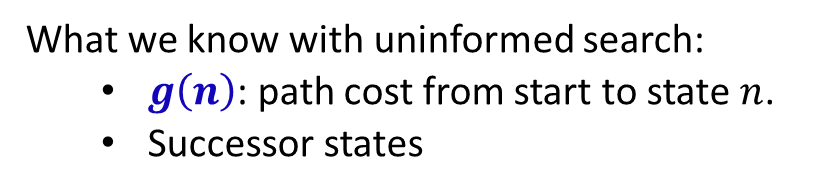 What we know with uninformed search:
• g(n): path cost from start to state n.
• Successor states